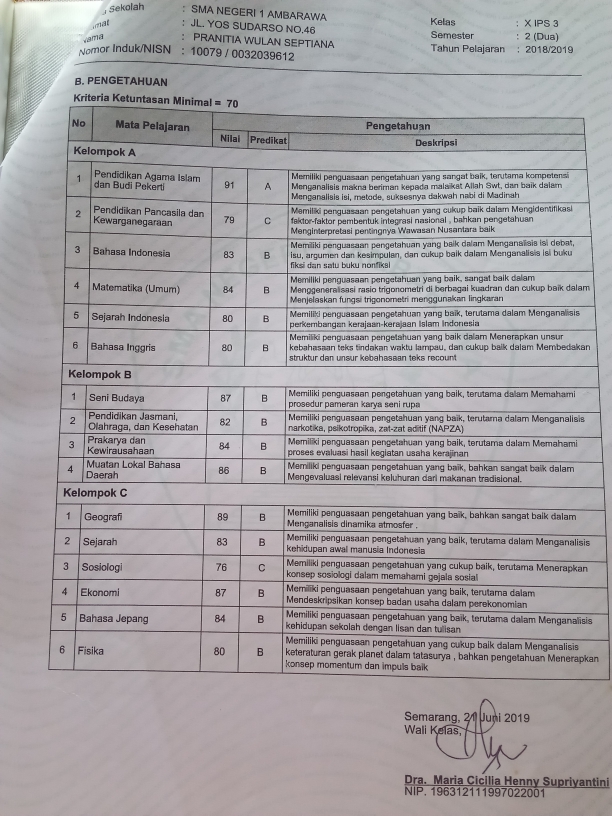 Sekolah : SMA NEGERI 1 AMBARAWA
: JL. YOS SUDARSO NO.46
: PRANITIA WULAN SEPTIANA
Nomor Induk/NISN : 10079 / 0032039612
Kelas : X IPS 3
Semester : 2 (Dua)
Tahun Pelajaran : 2018/2019
B. PENGETAHUAN
Kriteria Ketuntasan Minimal = 70
No Mata Pelajaran Pengetahuan
Nilai Predikat Deskripsi
Kelompok A
1 Pendidikan Agama Islam dan Budi Pekerti 91 A Memiliki penguasaan pengetahuan yang sangat baik, terutama kompetensi
Menganalisis makna beriman kepada malaikat Allah Swt, dan baik dalam
Menganalisis isi, metode, suksesnya dakwah nabi di Madinah
2 Pendidikan Pancasila dan Kewarganegaraan 79 C Memiliki penguasaan pengetahuan yang cukup baik dalam Mengidentifikasi
faktor-faktor pembentuk integrasi nasional , bahkan pengetahuan
Menginterpretasi pentingnya Wawasan Nusantara baik
3 Bahasa Indonesia 83 B Memiliki penguasaan pengetahuan yang baik dalam Menganalisis isi debat,
isu, argumen dan kesimpulan, dan cukup baik dalam Menganalisis isi buku
fiksi dan satu buku nonfiksi
4 Matematika (Umum) 84 B Memiliki penguasaan pengetahuan yang baik, sangat baik dalam
Menggeneralisasi rasio trigonometri di berbagai kuadran dan cukup baik dalam
Menjelaskan fungsi trigonometri menggunakan lingkaran
5 Sejarah Indonesia 80 B Memiliki penguasaan pengetahuan yang baik, terutama dalam Menganalisis
perkembangan kerajaan-kerajaan Islam Indonesia
6 Bahasa Inggris 80 B Memiliki penguasaan pengetahuan yang baik dalam Menerapkan unsur
kebahasaan teks tindakan waktu lampau, dan cukup baik dalam Membedakan
struktur dan unsur kebahasaan teks recount
Kelompok B
1 Seni Budaya 87 B Memiliki penguasaan pengetahuan yang baik, terutama dalam Memahami
prosedur pameran karya seni rupa
2 Pendidikan Jasmani, Olahraga, dan Kesehatan 82 B Memiliki penguasaan pengetahuan yang baik, terutama dalam Menganalisis
narkotika, psikotropika, zat-zat aditif (NAPZA)
3 Prakarya dan Kewirausahaan 84 B Memiliki penguasaan pengetahuan yang baik, terutama dalam Memahami
proses evaluasi hasil kegiatan usaha kerajinan
4 Muatan Lokal Bahasa Daerah 86 B Memiliki penguasaan pengetahuan yang baik, bahkan sangat baik dalam
Mengevaluasi relevansi keluhuran dari makanan tradisional.
Kelompok C
1 Geografi 89 B Memiliki penguasaan pengetahuan yang baik, bahkan sangat baik dalam
Menganalisis dinamika atmosfer .
2 Sejarah 83 B Memiliki penguasaan pengetahuan yang baik, terutama dalam Menganalisis
kehidupan awal manusia Indonesia
3 Sosiologi 76 C Memiliki penguasaan pengetahuan yang cukup baik, terutama Menerapkan
konsep sosiologi dalam memahami gejala sosial
4 Ekonomi 87 B Memiliki penguasaan pengetahuan yang baik, terutama dalam
Mendeskripsikan konsep badan usaha dalam perekonomian
5 Bahasa Jepang 84 B Memiliki penguasaan pengetahuan yang baik, terutama dalam Menganalisis
kehidupan sekolah dengan lisan dan tulisan
6 Fisika 80 B Memiliki penguasaan pengetahuan yang cukup baik dalam Menganalisis
keteraturan gerak planet dalam tatasurya , bahkan pengetahuan Menerapkan
konsep momentum dan impuls baik
Semarang, 21 Juni 2019
Wali Kelas,
Dra. Maria Cicilia Henny Supriyantini
NIP. 196312111997022001